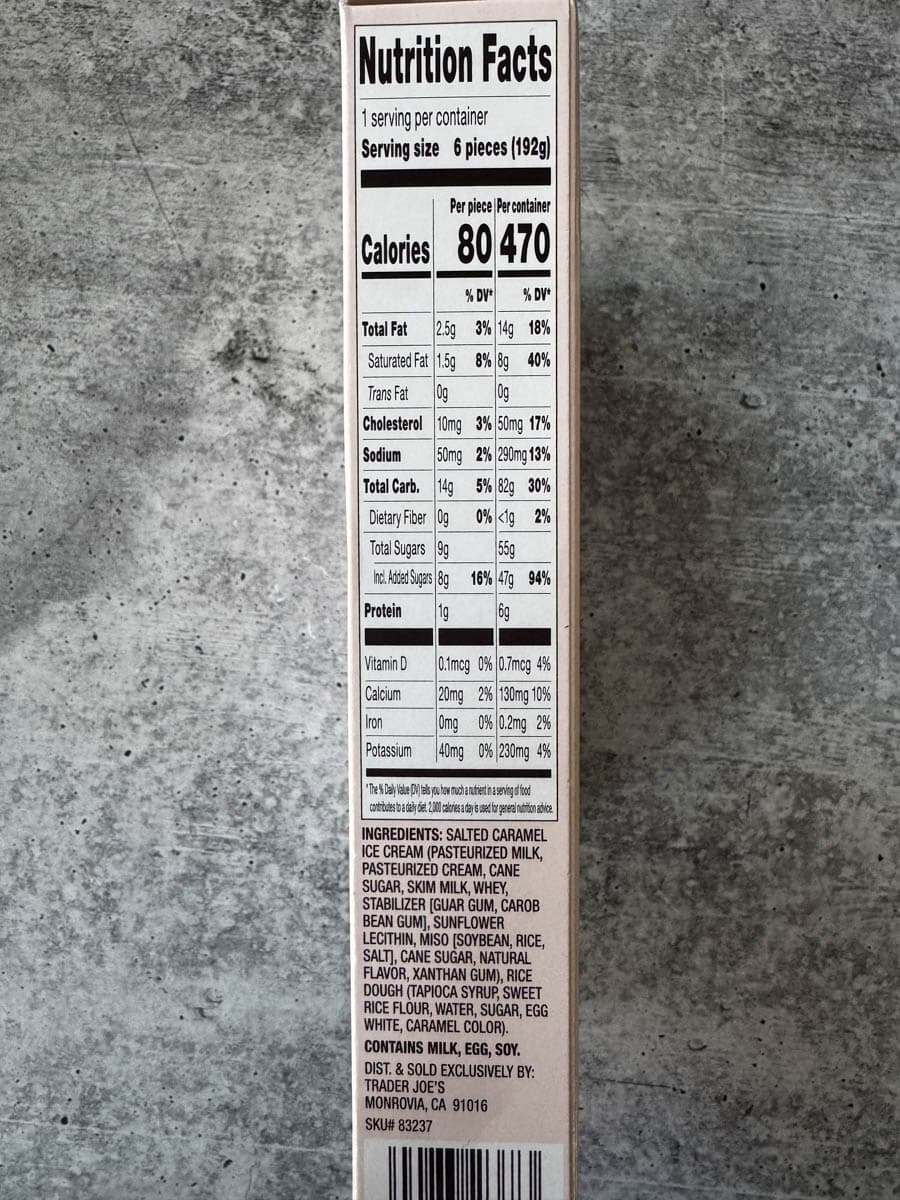 Nutrition Facts
1 serving per container
Serving size 6 pieces (192g)
Per piece Per container
Calories 80 470
% DV* % DV*
Total Fat 2.5g 3% 14g 18%
Saturated Fat 1.5g 8% 8g 40%
Trans Fat 0g 0g
Cholesterol 10mg 3% 50mg 17%
Sodium 50mg 2% 290mg 13%
Total Carb. 14g 5% 82g 30%
Dietary Fiber 0g 0% <1g 2%
Total Sugars 9g 55g
Incl. Added Sugars 8g 16% 47g 94%
Protein 1g 6g
Vitamin D 0.1mcg 0% 0.7mcg 4%
Calcium 20mg 2% 130mg 10%
Iron 0mg 0% 0.2mg 2%
Potassium 40mg 0% 230mg 4%
*The % Daily Value (DV) tells you how much a nutrient in a serving of food
contributes to a daily diet. 2,000 calories a day is used for general nutrition advice.
INGREDIENTS: SALTED CARAMEL
ICE CREAM (PASTEURIZED MILK,
PASTEURIZED CREAM, CANE
SUGAR, SKIM MILK, WHEY,
STABILIZER [GUAR GUM, CAROB
BEAN GUM], SUNFLOWER
LECITHIN, MISO [SOYBEAN, RICE,
SALT], CANE SUGAR, NATURAL
FLAVOR, XANTHAN GUM), RICE
DOUGH (TAPIOCA SYRUP, SWEET
RICE FLOUR, WATER, SUGAR, EGG
WHITE, CARAMEL COLOR).
CONTAINS MILK, EGG, SOY.
DIST. & SOLD EXCLUSIVELY BY:
TRADER JOE'S
MONROVIA, CA 91016
SKU# 83237